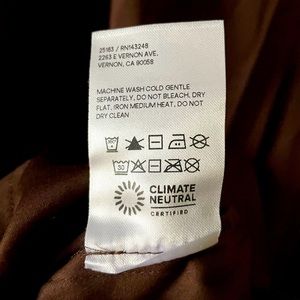 25183 / RN143248
2263 E VERNON AVE,
VERNON, CA 90058
MACHINE WASH COLD GENTLE
SEPARATELY, DO NOT BLEACH, DRY
FLAT, IRON MEDIUM HEAT, DO NOT
DRY CLEAN
30
CLIMATE
NEUTRAL
CERTIFIED